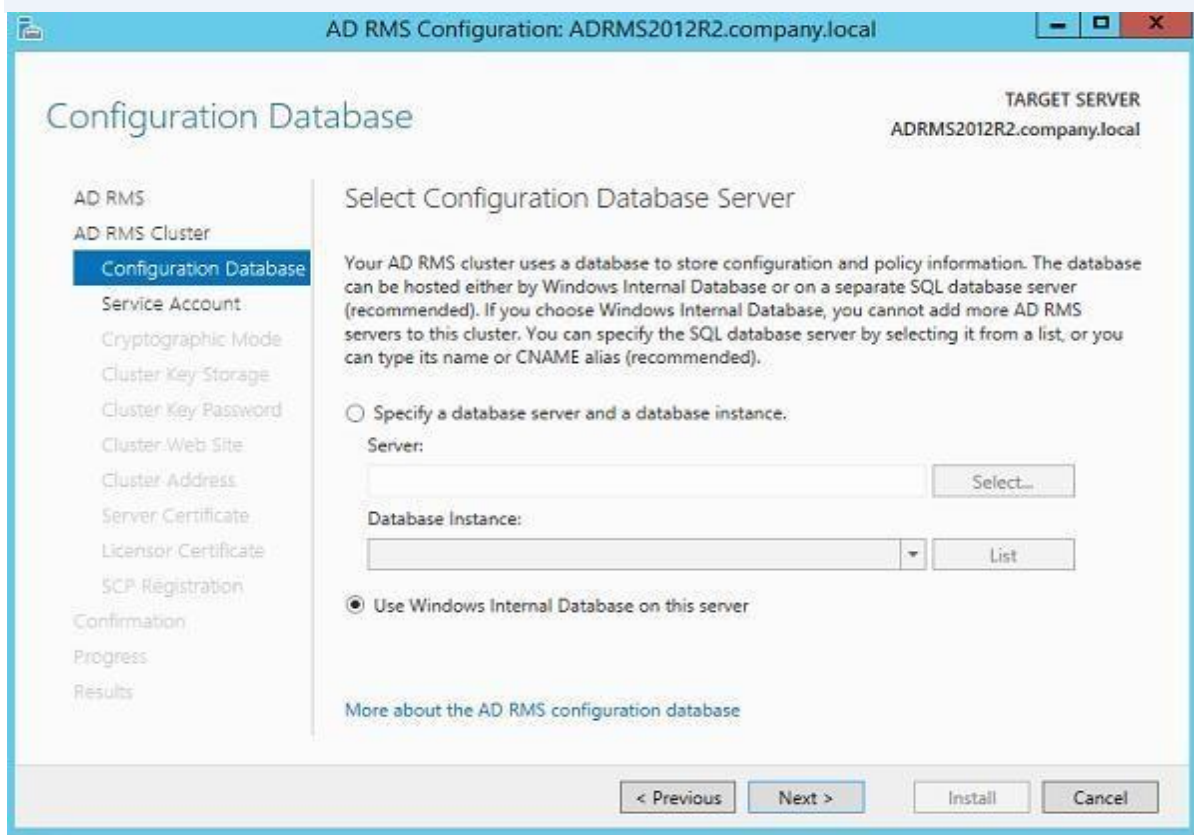 AD RMS Configuration: ADRMS2012R2.company.local
Configuration Database
TARGET SERVER
ADRMS2012R2.company.local
AD RMS
AD RMS Cluster
Configuration Database
Service Account
Cryptographic Mode
Cluster Key Storage
Cluster Key Password
Cluster Web Site
Cluster Address
Server Certificate
Licensor Certificate
SCP Registration
Confirmation
Progress
Results
Select Configuration Database Server
Your AD RMS cluster uses a database to store configuration and policy information. The database
can be hosted either by Windows Internal Database or on a separate SQL database server
(recommended). If you choose Windows Internal Database, you cannot add more AD RMS
servers to this cluster. You can specify the SQL database server by selecting it from a list, or you
can type its name or CNAME alias (recommended).
Specify a database server and a database instance.
Server:
Select...
Database Instance:
List
Use Windows Internal Database on this server
More about the AD RMS configuration database
< Previous
Next >
Install
Cancel